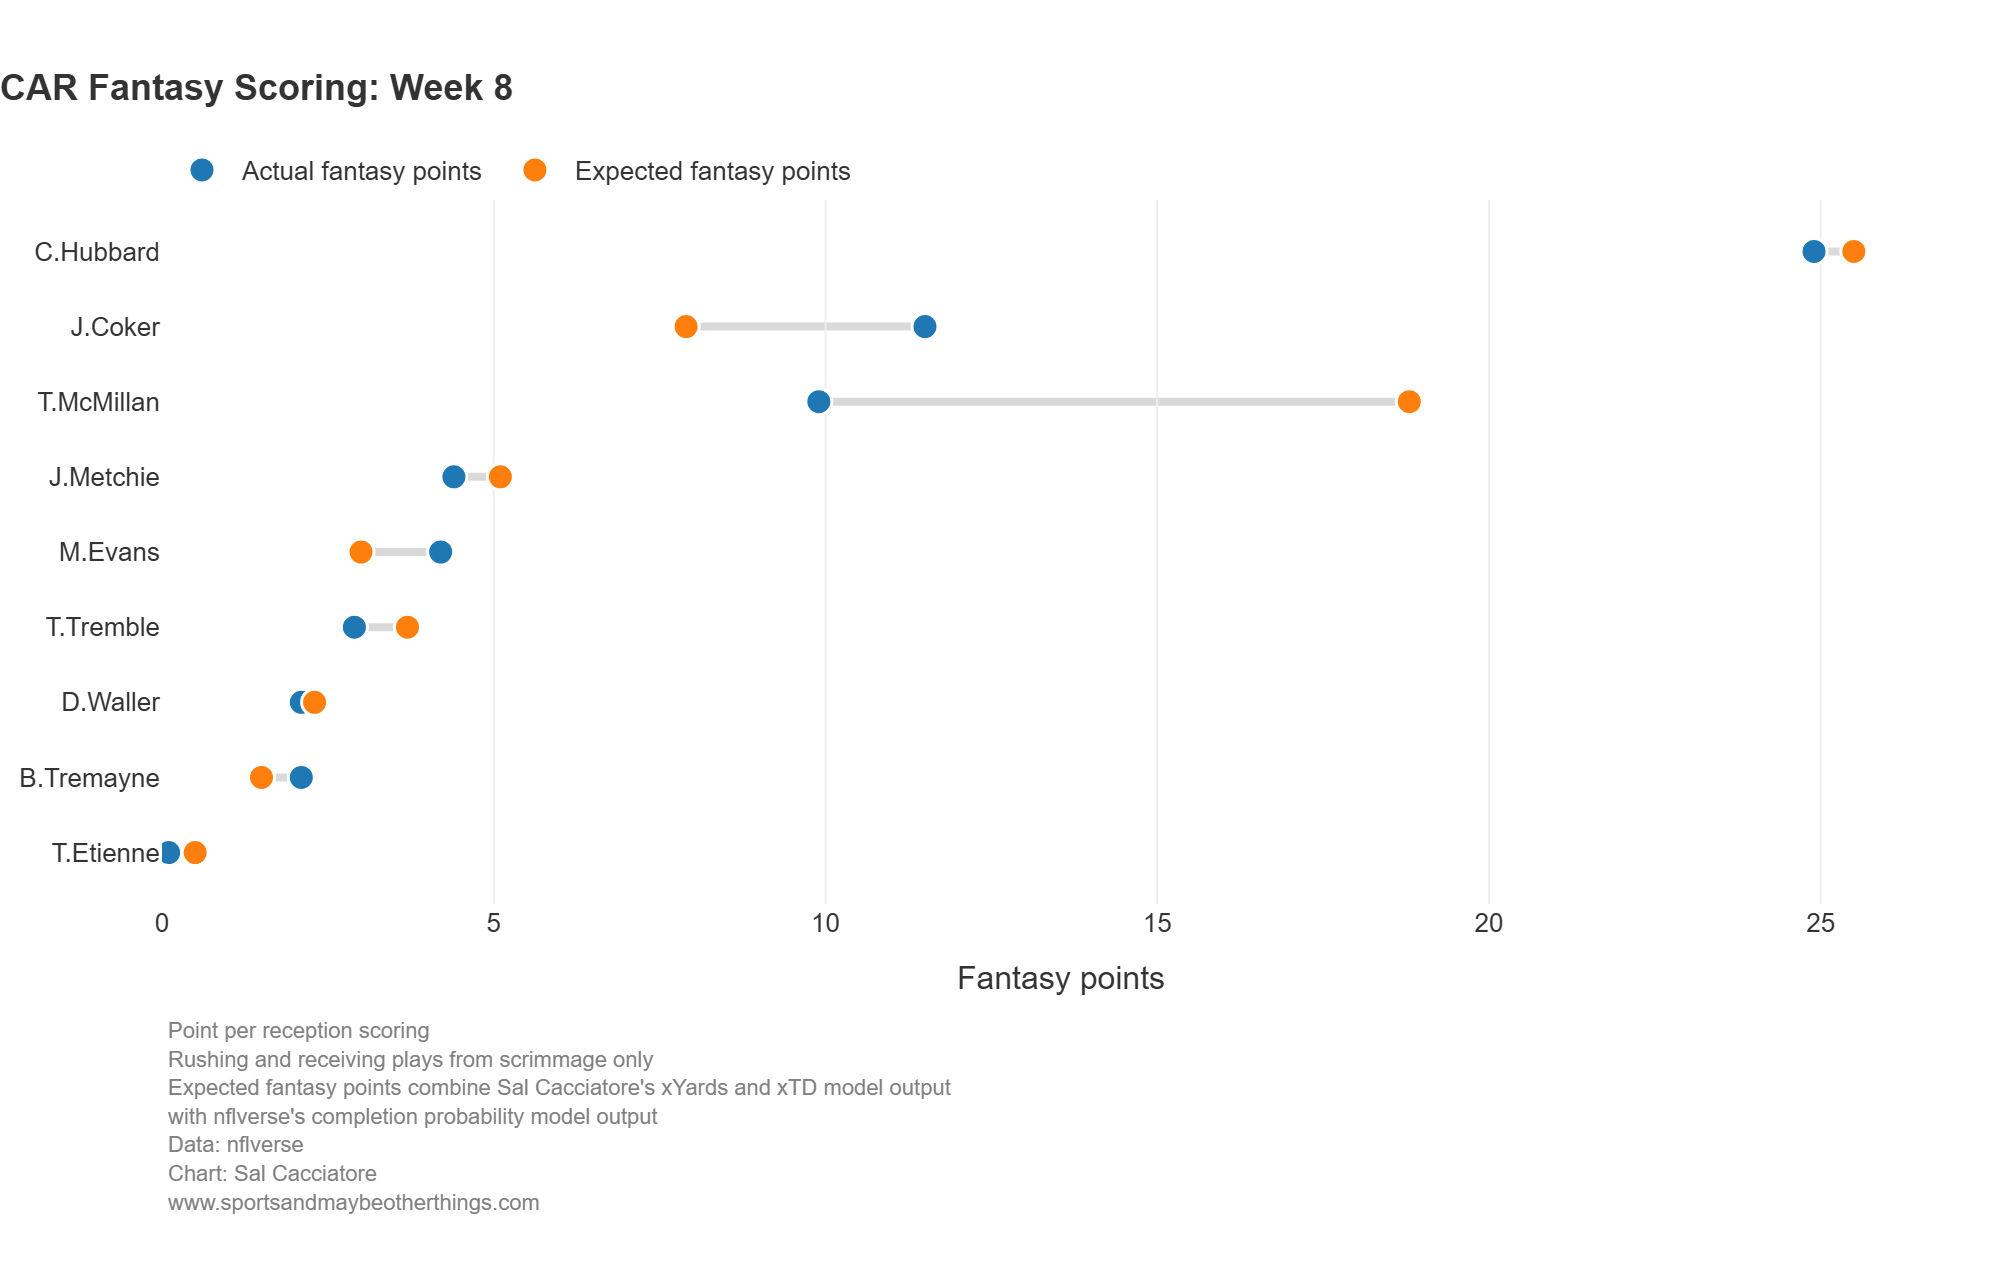 CAR Fantasy Scoring: Week 8
Actual fantasy points
Expected fantasy points
C.Hubbard
J.Coker
T.McMillan
J.Metchie
M.Evans
T.Tremble
D.Waller
B.Tremayne
T.Etienne
0 5 10 15 20 25
Fantasy points
Point per reception scoring
Rushing and receiving plays from scrimmage only
Expected fantasy points combine Sal Cacciatore's xYards and xTD model output
with nflverse's completion probability model output
Data: nflverse
Chart: Sal Cacciatore
www.sportsandmaybeotherthings.com